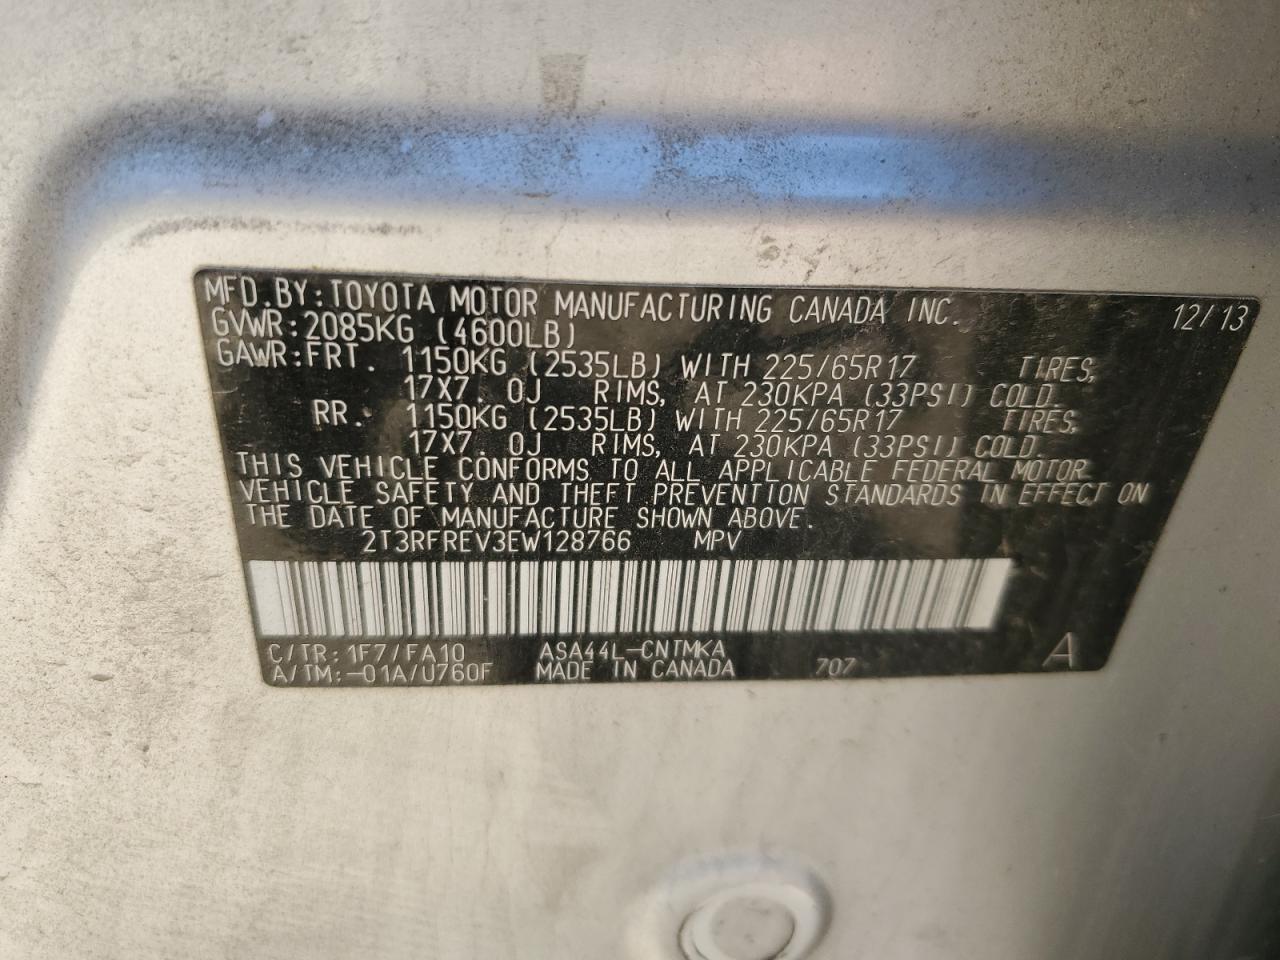 MFD.BY:TOYOTA MOTOR MANUFACTURING CANADA INC. 12/13
GVWR:2085KG (4600LB)
GAWR:FRT. 1150KG (2535LB) WITH 225/65R17 TIRES,
17X7. 0J RIMS, AT 230KPA (33PSI) COLD.
RR. 1150KG (2535LB) WITH 225/65R17 TIRES,
17X7. 0J RIMS, AT 230KPA (33PSI) COLD.
THIS VEHICLE CONFORMS TO ALL APPLICABLE FEDERAL MOTOR
VEHICLE SAFETY AND THEFT PREVENTION STANDARDS IN EFFECT ON
THE DATE OF MANUFACTURE SHOWN ABOVE.
2T3RFREV3EW128766 MPV
C/TR:1F7/FA10 ASA44L-CNTMKA A
A/TM:-01A/U760F MADE IN CANADA 707